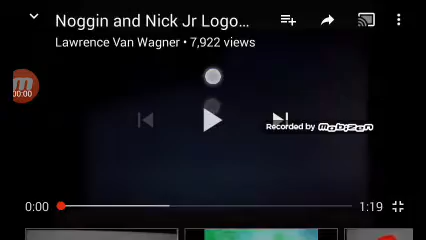 Noggin and Nick Jr Logo...
Lawrence Van Wagner • 7,922 views
00:00
Recorded by mobizen
0:00
1:19